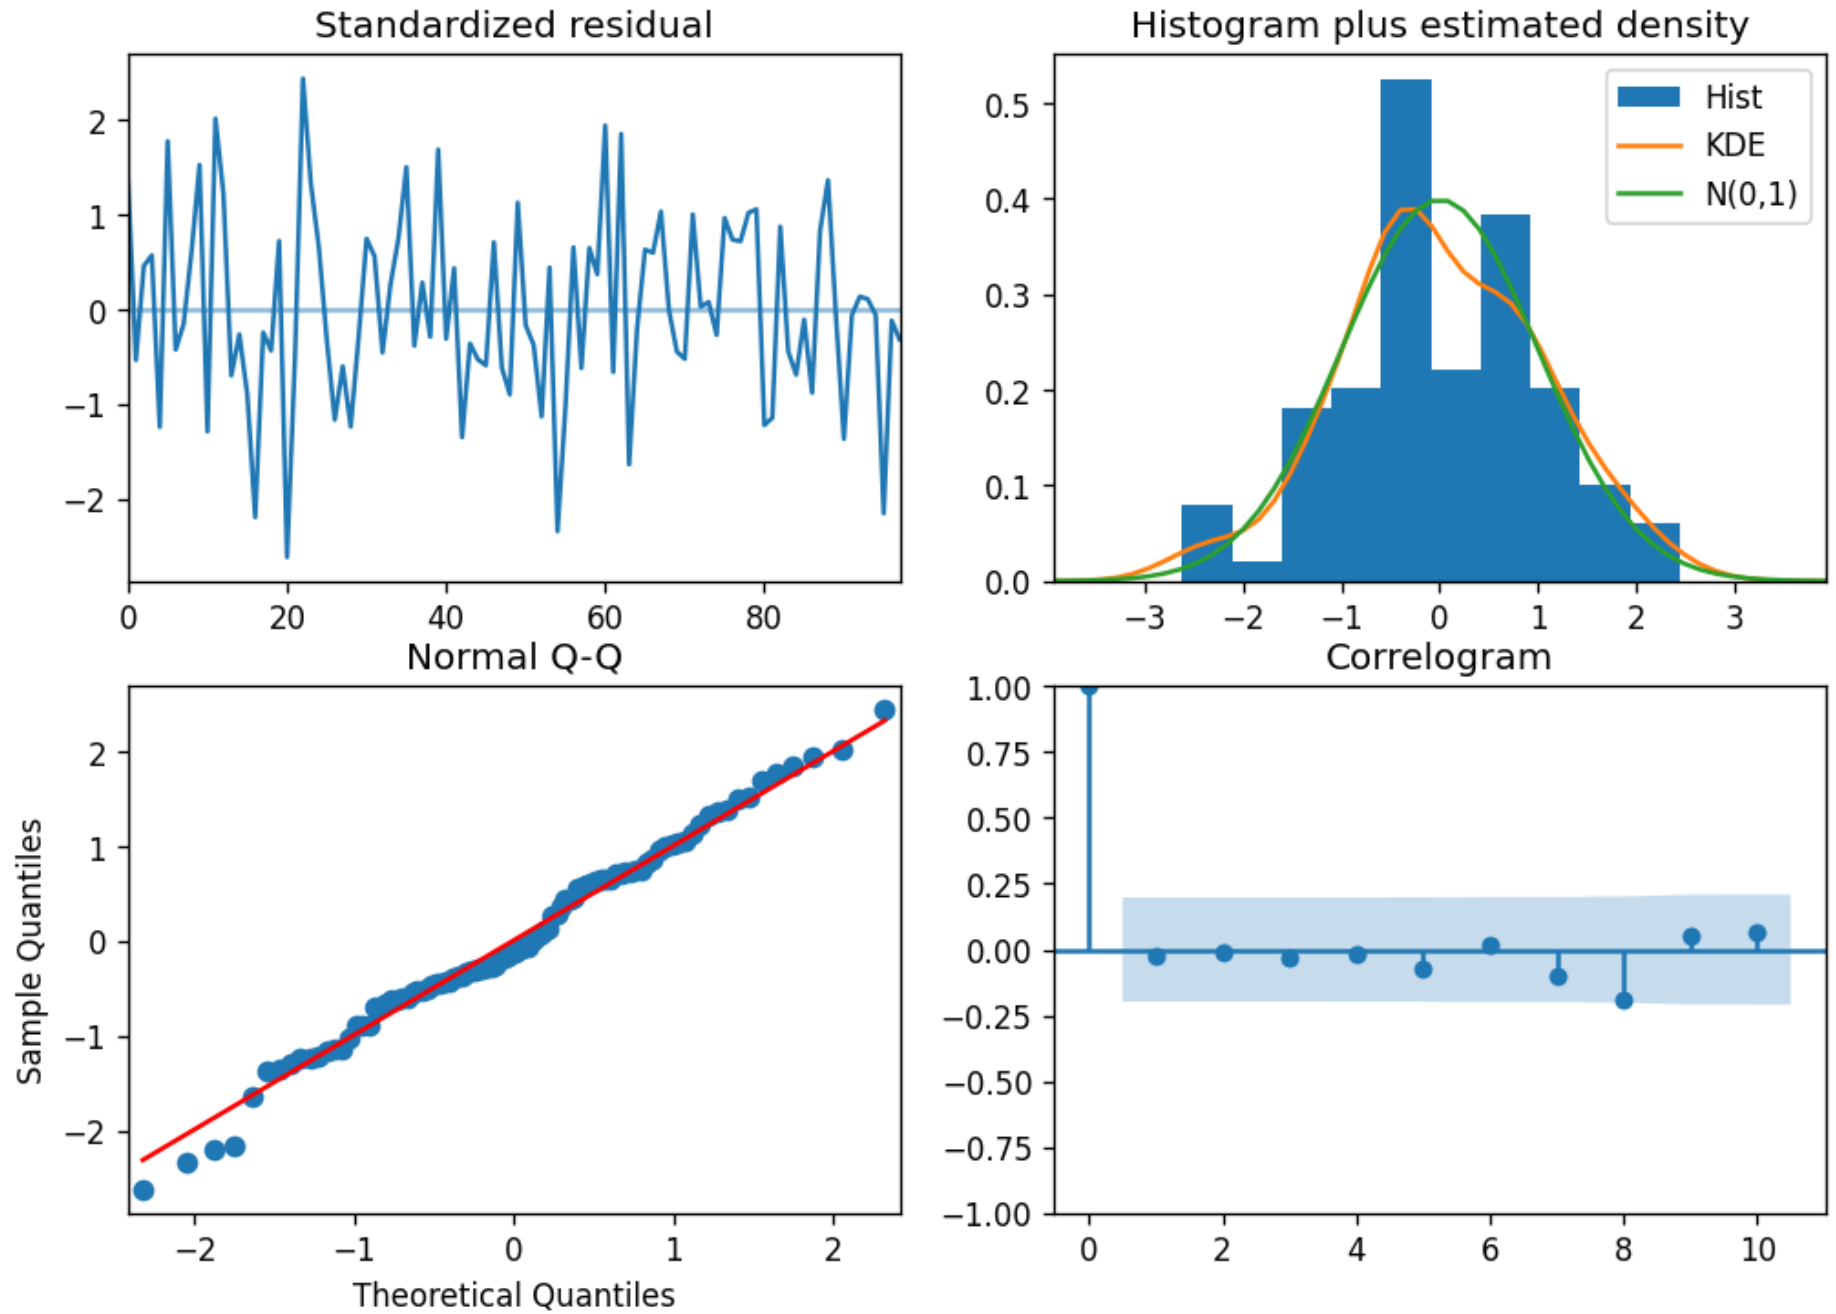 Standardized residual
2
1
0
−1
−2
0 20 40 60 80
Histogram plus estimated density
0.5
0.4
0.3
0.2
0.1
0.0
Hist
KDE
N(0,1)
−3 −2 −1 0 1 2 3
Normal Q-Q
Sample Quantiles
2
1
0
−1
−2
−2 −1 0 1 2
Theoretical Quantiles
Correlogram
1.00
0.75
0.50
0.25
0.00
−0.25
−0.50
−0.75
−1.00
0 2 4 6 8 10